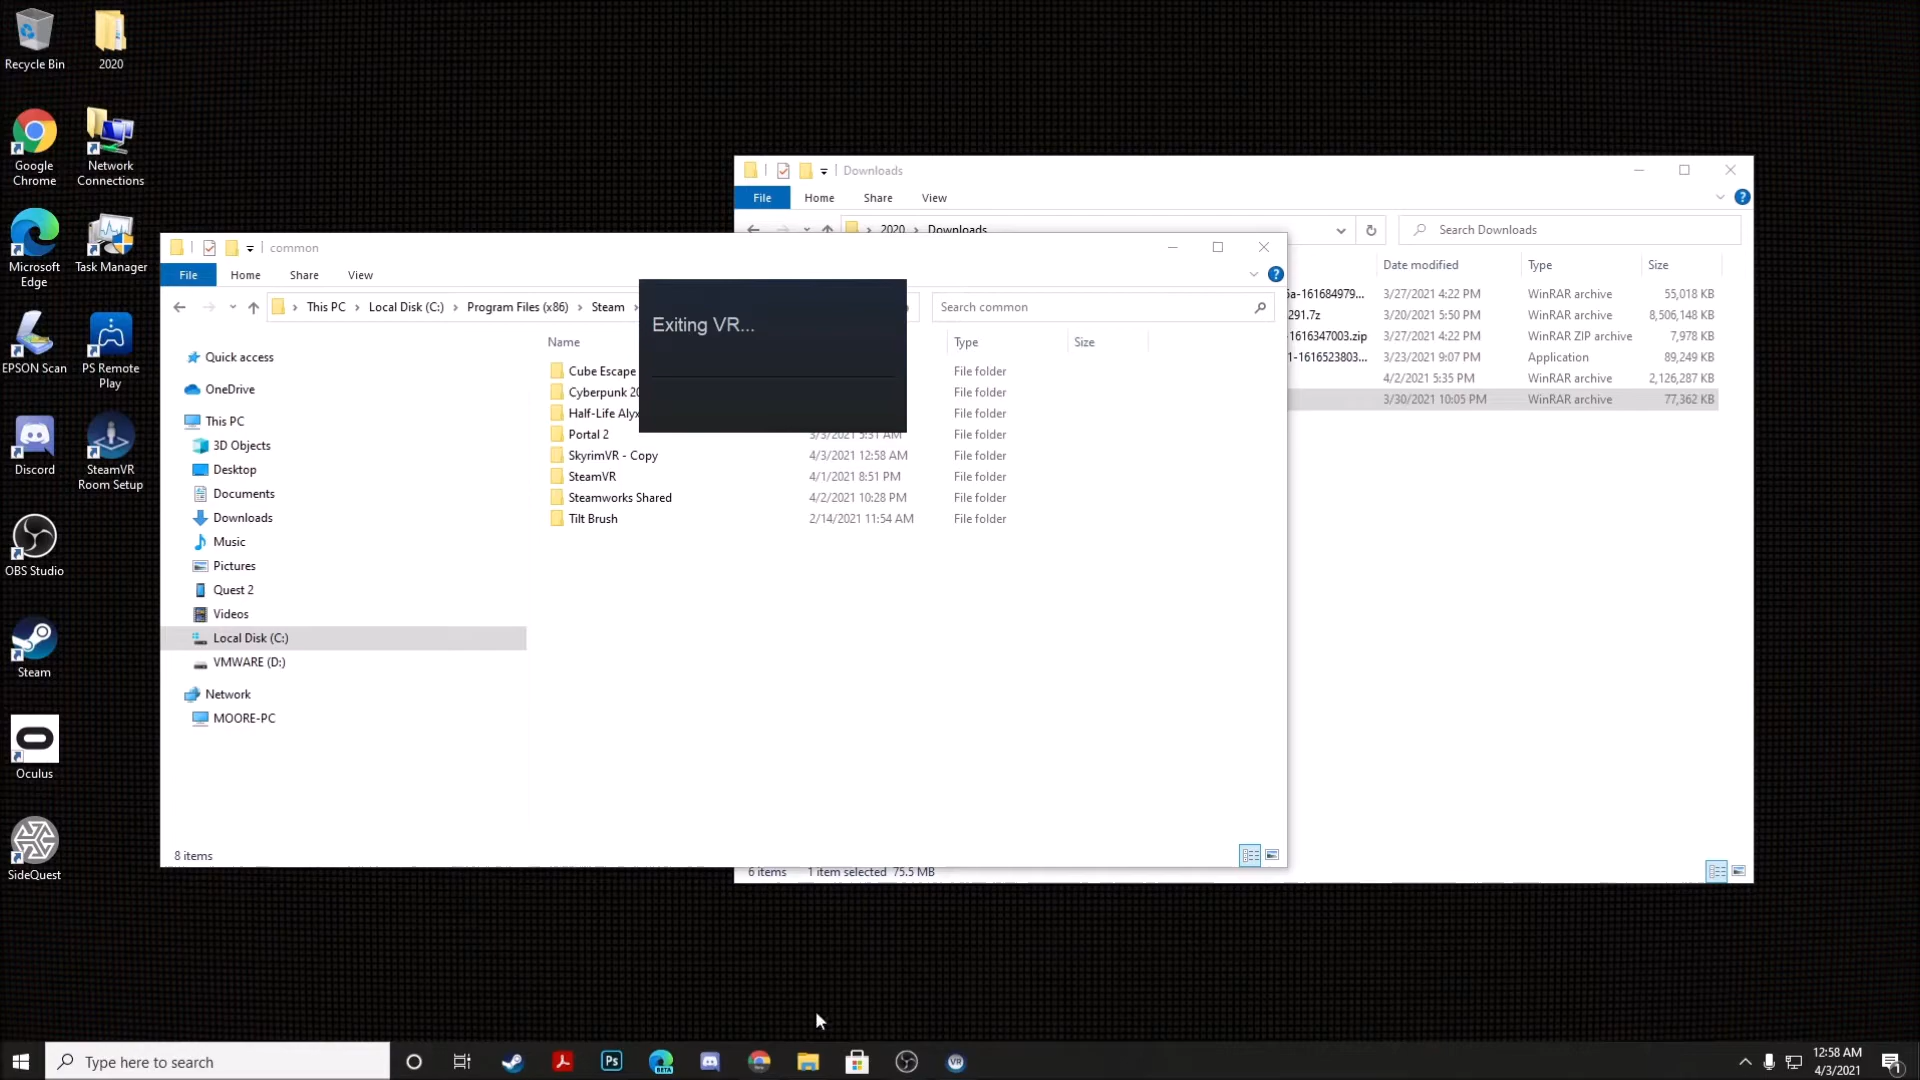 Recycle Bin
2020
Google Chrome
Network Connections
Microsoft Edge
Task Manager
EPSON Scan
PS Remote Play
Discord
SteamVR Room Setup
OBS Studio
Steam
Oculus
SideQuest
Downloads
File Home Share View
2020 › Downloads
Search Downloads
Date modified Type Size
6a-161684979... 3/27/2021 4:22 PM WinRAR archive 55,018 KB
291.7z 3/20/2021 5:50 PM WinRAR archive 8,506,148 KB
-1616347003.zip 3/27/2021 4:22 PM WinRAR ZIP archive 7,978 KB
1-1616523803... 3/23/2021 9:07 PM Application 89,249 KB
4/2/2021 5:35 PM WinRAR archive 2,126,287 KB
3/30/2021 10:05 PM WinRAR archive 77,362 KB
6 items 1 item selected 75.5 MB
common
File Home Share View
This PC › Local Disk (C:) › Program Files (x86) › Steam ›
Search common
Exiting VR...
Name Type Size
Cube Escape File folder
Cyberpunk 20 File folder
Half-Life Alyx File folder
Portal 2 3/3/2021 5:31 AM File folder
SkyrimVR - Copy 4/3/2021 12:58 AM File folder
SteamVR 4/1/2021 8:51 PM File folder
Steamworks Shared 4/2/2021 10:28 PM File folder
Tilt Brush 2/14/2021 11:54 AM File folder
Quick access
OneDrive
This PC
3D Objects
Desktop
Documents
Downloads
Music
Pictures
Quest 2
Videos
Local Disk (C:)
VMWARE (D:)
Network
MOORE-PC
8 items
Type here to search
Ps
BETA
VR
12:58 AM
4/3/2021
1